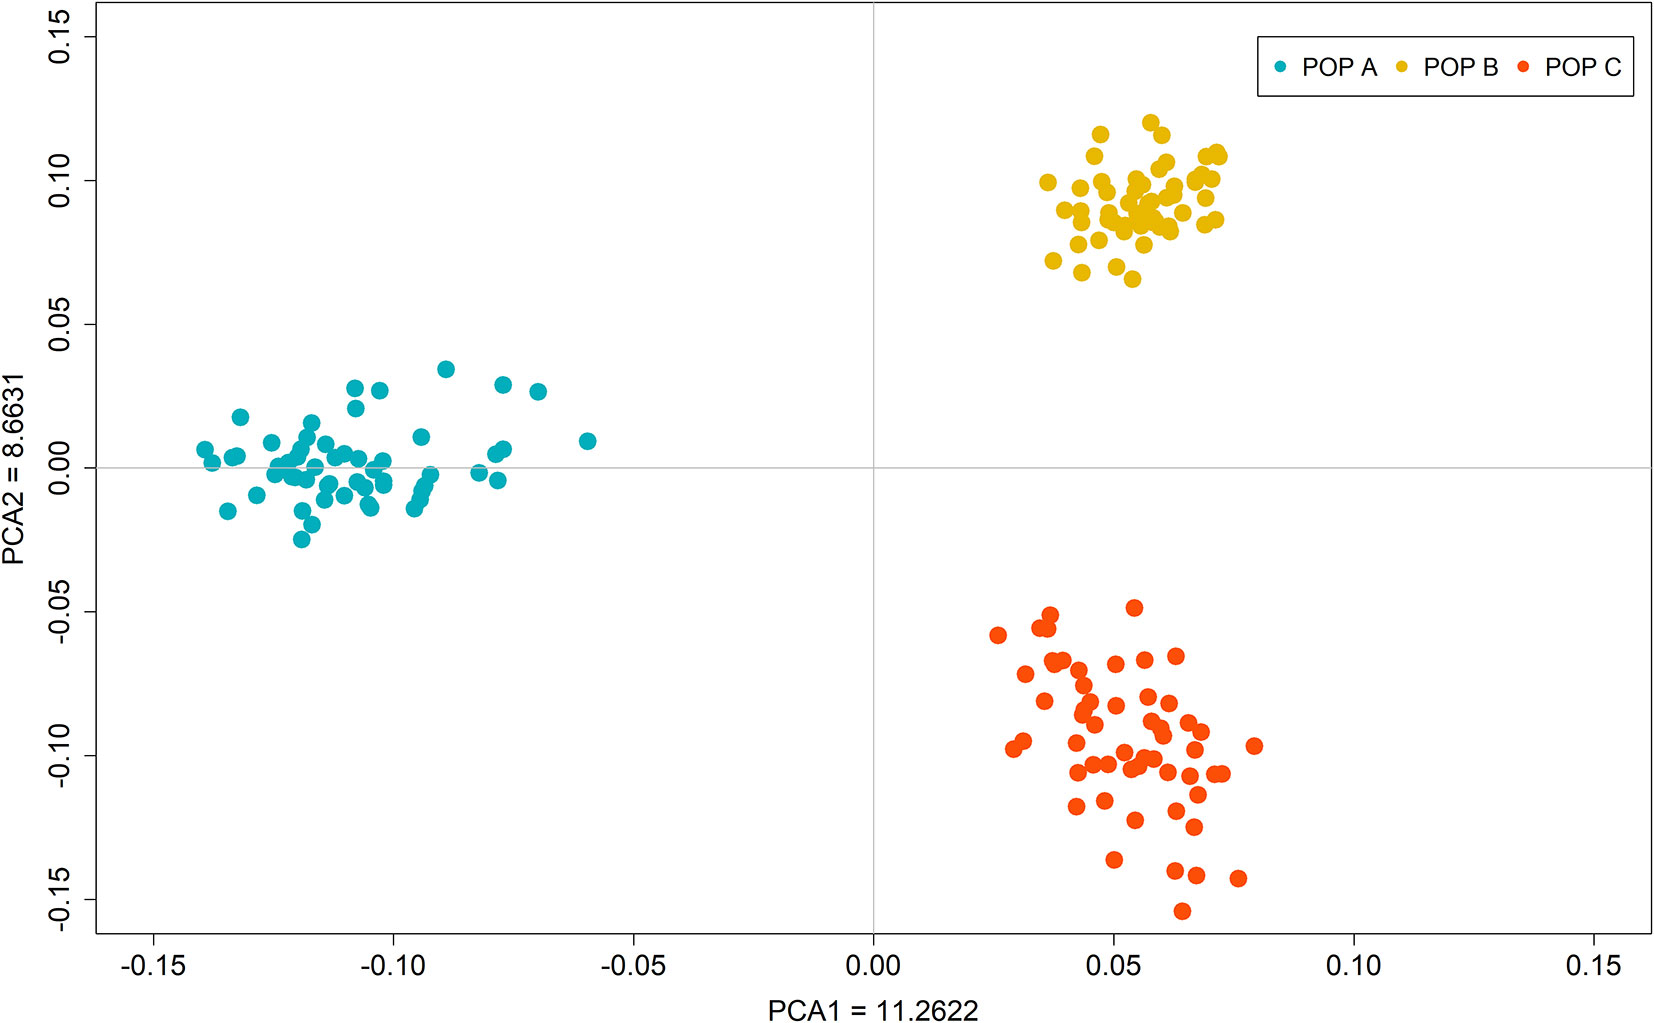 POP A POP B POP C
0.15
0.10
0.05
0.00
-0.05
-0.10
-0.15
PCA2 = 8.6631
-0.15 -0.10 -0.05 0.00 0.05 0.10 0.15
PCA1 = 11.2622